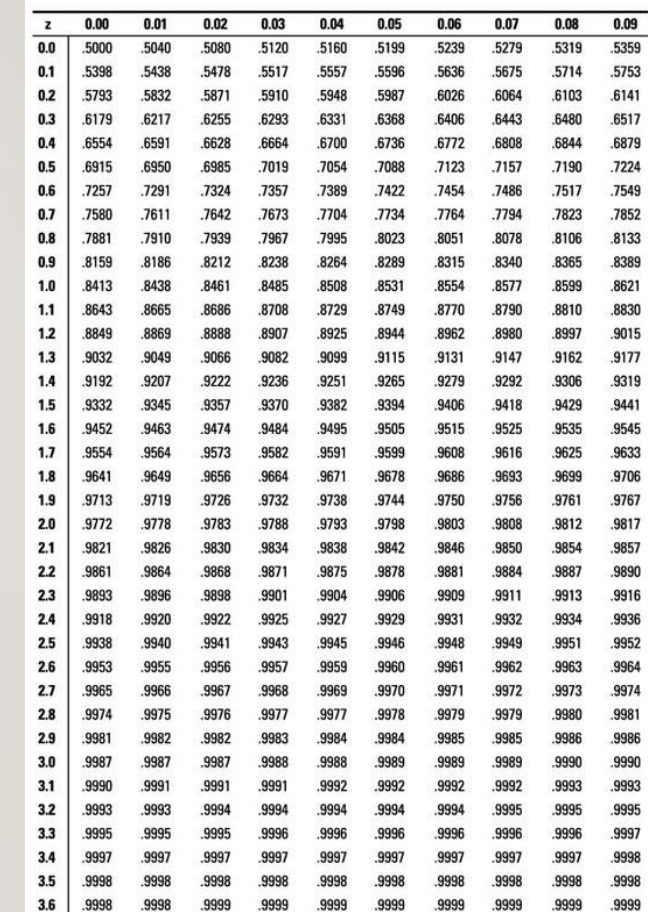 z 0.00 0.01 0.02 0.03 0.04 0.05 0.06 0.07 0.08 0.09
0.0 .5000 .5040 .5080 .5120 .5160 .5199 .5239 .5279 .5319 .5359
0.1 .5398 .5438 .5478 .5517 .5557 .5596 .5636 .5675 .5714 .5753
0.2 .5793 .5832 .5871 .5910 .5948 .5987 .6026 .6064 .6103 .6141
0.3 .6179 .6217 .6255 .6293 .6331 .6368 .6406 .6443 .6480 .6517
0.4 .6554 .6591 .6628 .6664 .6700 .6736 .6772 .6808 .6844 .6879
0.5 .6915 .6950 .6985 .7019 .7054 .7088 .7123 .7157 .7190 .7224
0.6 .7257 .7291 .7324 .7357 .7389 .7422 .7454 .7486 .7517 .7549
0.7 .7580 .7611 .7642 .7673 .7704 .7734 .7764 .7794 .7823 .7852
0.8 .7881 .7910 .7939 .7967 .7995 .8023 .8051 .8078 .8106 .8133
0.9 .8159 .8186 .8212 .8238 .8264 .8289 .8315 .8340 .8365 .8389
1.0 .8413 .8438 .8461 .8485 .8508 .8531 .8554 .8577 .8599 .8621
1.1 .8643 .8665 .8686 .8708 .8729 .8749 .8770 .8790 .8810 .8830
1.2 .8849 .8869 .8888 .8907 .8925 .8944 .8962 .8980 .8997 .9015
1.3 .9032 .9049 .9066 .9082 .9099 .9115 .9131 .9147 .9162 .9177
1.4 .9192 .9207 .9222 .9236 .9251 .9265 .9279 .9292 .9306 .9319
1.5 .9332 .9345 .9357 .9370 .9382 .9394 .9406 .9418 .9429 .9441
1.6 .9452 .9463 .9474 .9484 .9495 .9505 .9515 .9525 .9535 .9545
1.7 .9554 .9564 .9573 .9582 .9591 .9599 .9608 .9616 .9625 .9633
1.8 .9641 .9649 .9656 .9664 .9671 .9678 .9686 .9693 .9699 .9706
1.9 .9713 .9719 .9726 .9732 .9738 .9744 .9750 .9756 .9761 .9767
2.0 .9772 .9778 .9783 .9788 .9793 .9798 .9803 .9808 .9812 .9817
2.1 .9821 .9826 .9830 .9834 .9838 .9842 .9846 .9850 .9854 .9857
2.2 .9861 .9864 .9868 .9871 .9875 .9878 .9881 .9884 .9887 .9890
2.3 .9893 .9896 .9898 .9901 .9904 .9906 .9909 .9911 .9913 .9916
2.4 .9918 .9920 .9922 .9925 .9927 .9929 .9931 .9932 .9934 .9936
2.5 .9938 .9940 .9941 .9943 .9945 .9946 .9948 .9949 .9951 .9952
2.6 .9953 .9955 .9956 .9957 .9959 .9960 .9961 .9962 .9963 .9964
2.7 .9965 .9966 .9967 .9968 .9969 .9970 .9971 .9972 .9973 .9974
2.8 .9974 .9975 .9976 .9977 .9977 .9978 .9979 .9979 .9980 .9981
2.9 .9981 .9982 .9982 .9983 .9984 .9984 .9985 .9985 .9986 .9986
3.0 .9987 .9987 .9987 .9988 .9988 .9989 .9989 .9989 .9990 .9990
3.1 .9990 .9991 .9991 .9991 .9992 .9992 .9992 .9992 .9993 .9993
3.2 .9993 .9993 .9994 .9994 .9994 .9994 .9994 .9995 .9995 .9995
3.3 .9995 .9995 .9995 .9996 .9996 .9996 .9996 .9996 .9996 .9997
3.4 .9997 .9997 .9997 .9997 .9997 .9997 .9997 .9997 .9997 .9998
3.5 .9998 .9998 .9998 .9998 .9998 .9998 .9998 .9998 .9998 .9998
3.6 .9998 .9998 .9999 .9999 .9999 .9999 .9999 .9999 .9999 .9999